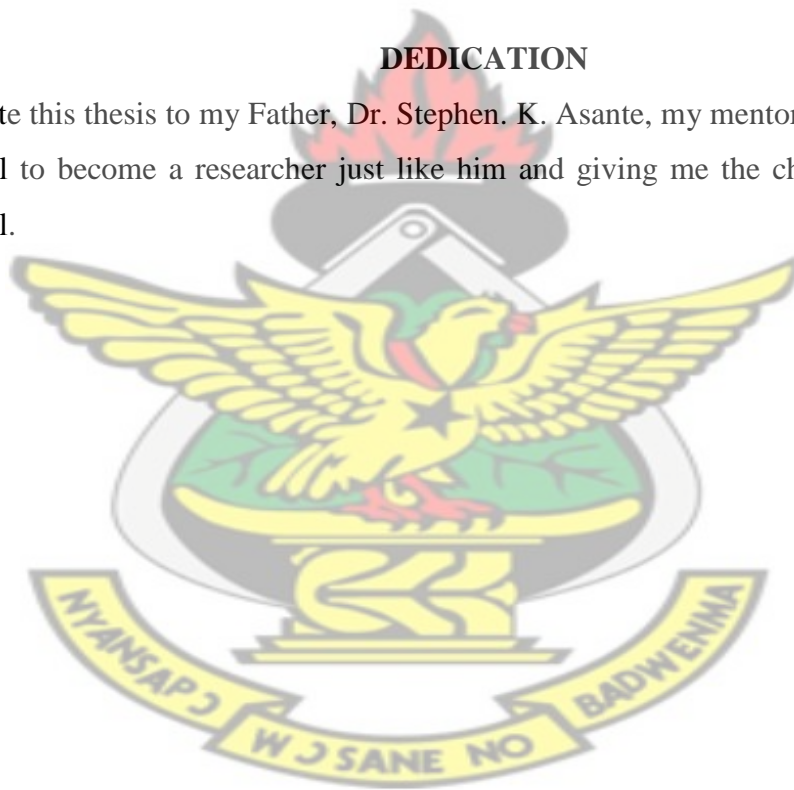 DEDICATION
te this thesis to my Father, Dr. Stephen. K. Asante, my mentor
l to become a researcher just like him and giving me the ch
l.
NYANSAPƆ WƆSANE NO BADWENMA